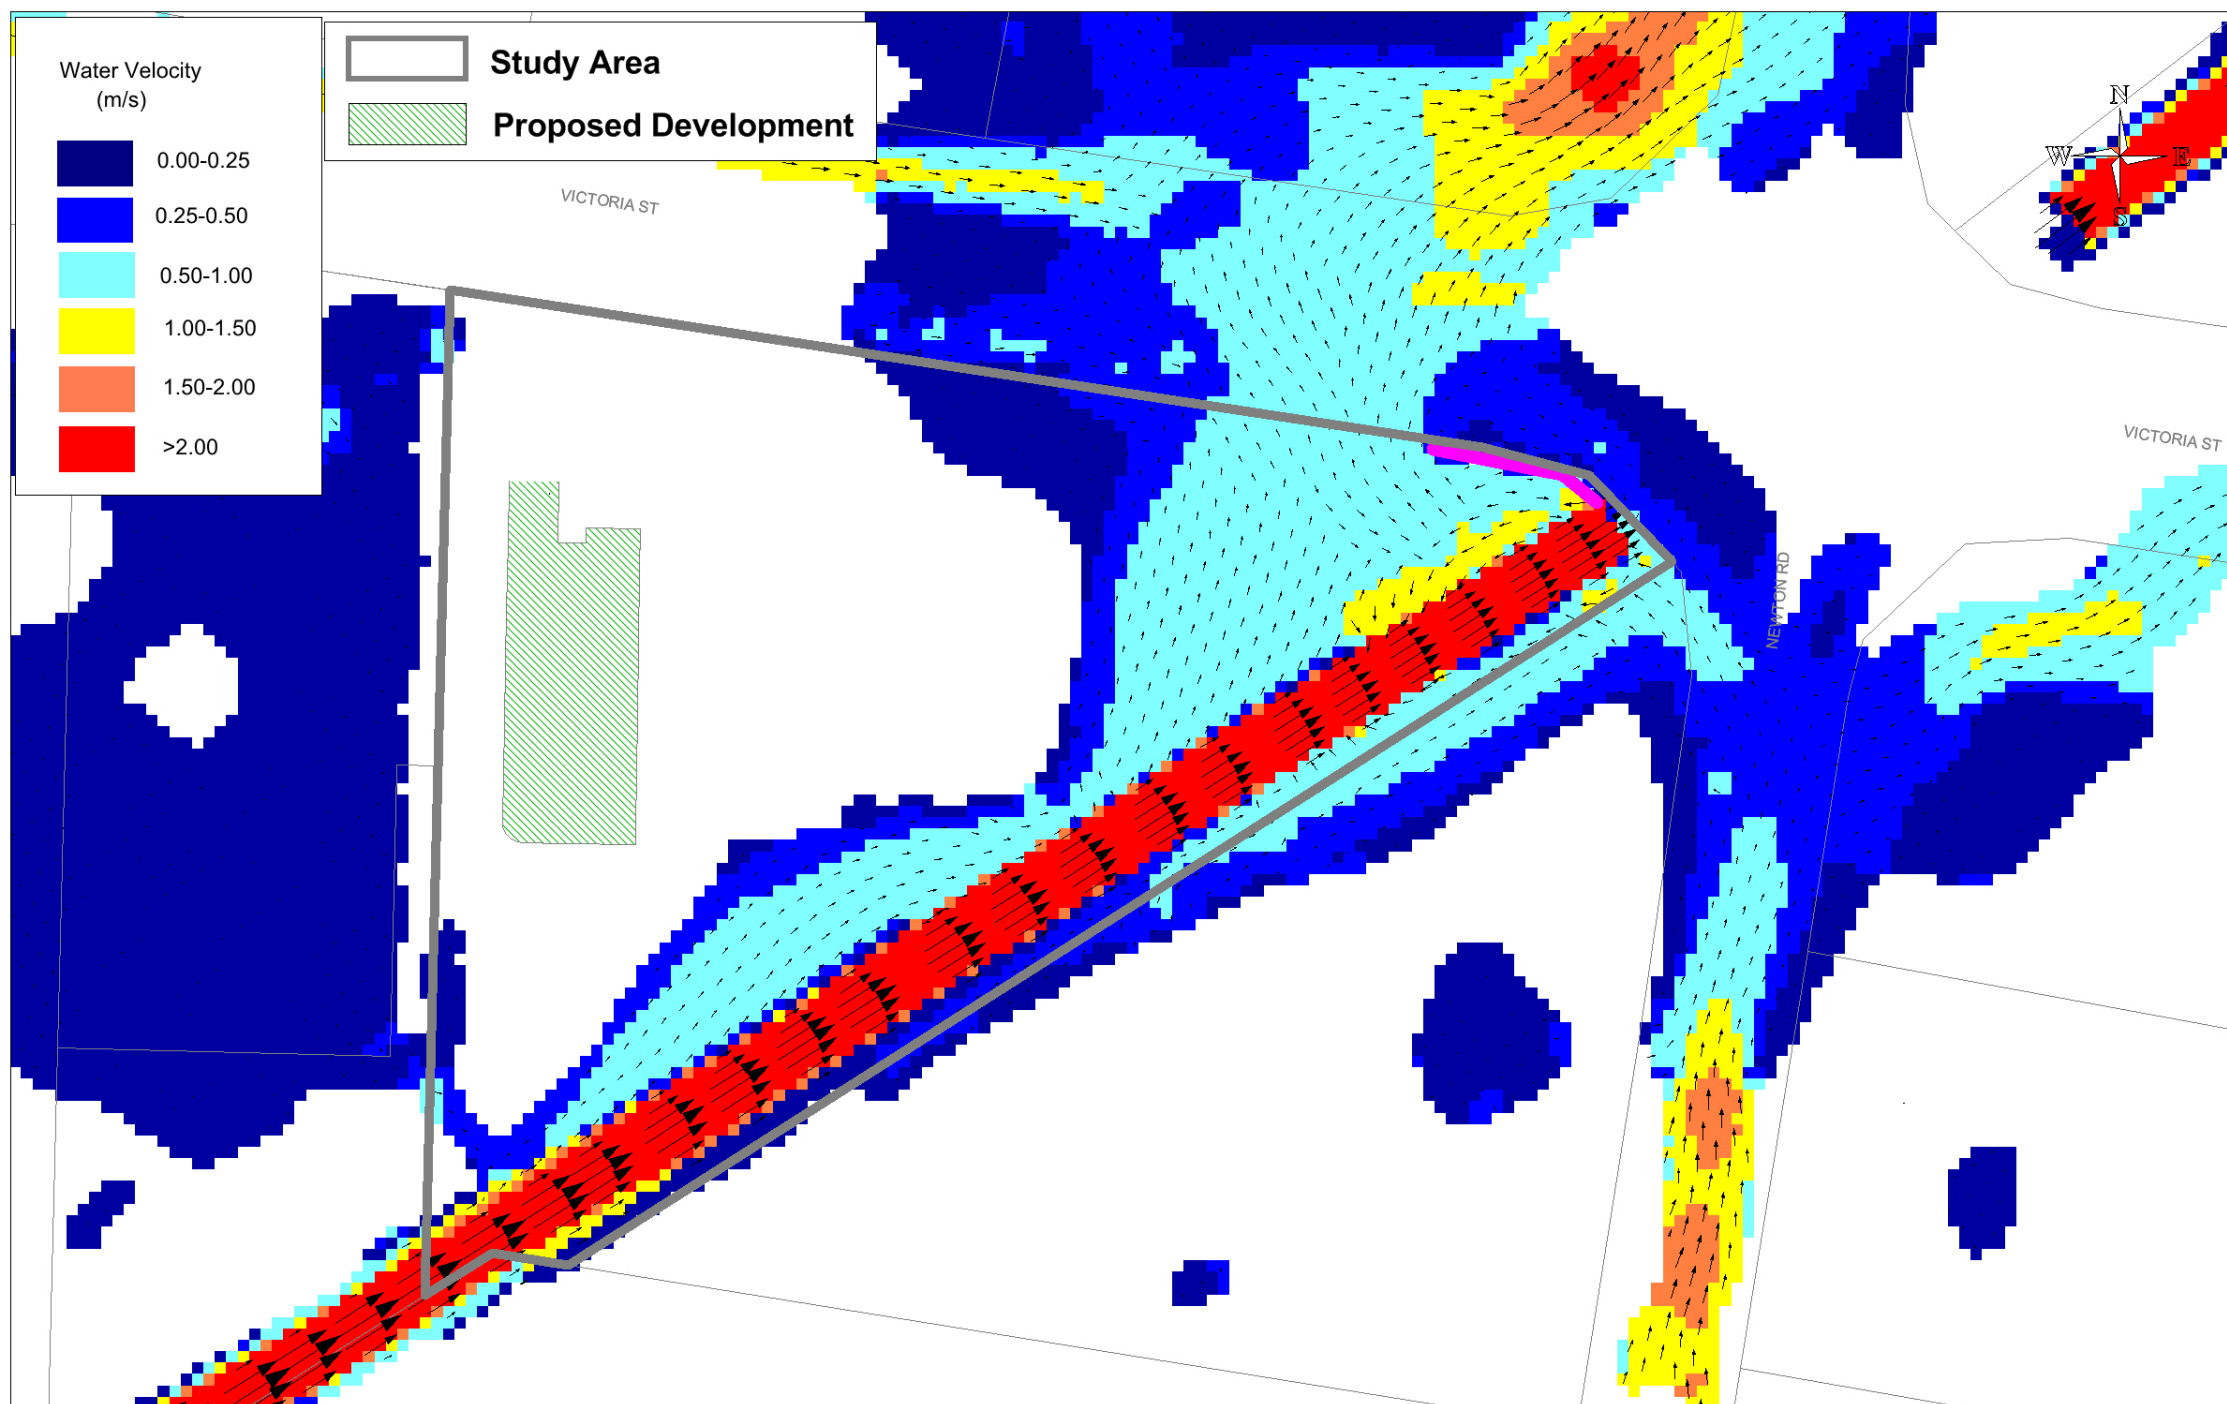 Water Velocity
(m/s)
0.00-0.25
0.25-0.50
0.50-1.00
1.00-1.50
1.50-2.00
>2.00
Study Area
Proposed Development
VICTORIA ST
N
W
E
S
VICTORIA ST
NEWTON RD